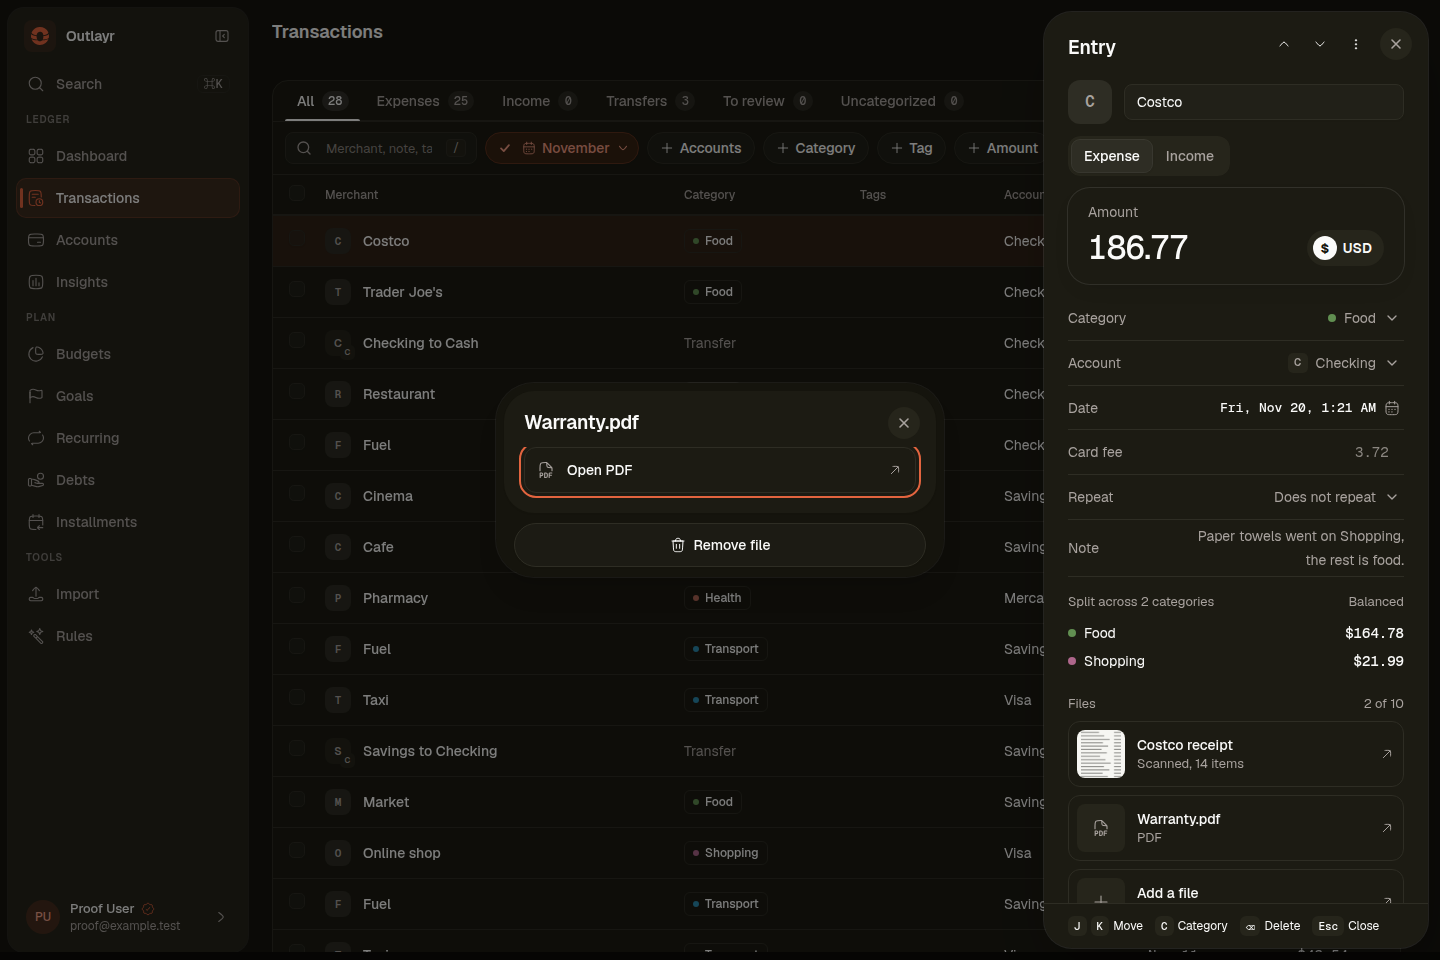 Outlayr
Search ⌘K
LEDGER
Dashboard
Transactions
Accounts
Insights
PLAN
Budgets
Goals
Recurring
Debts
Installments
TOOLS
Import
Rules
PU
Proof User
proof@example.test
Transactions
All 28 Expenses 25 Income 0 Transfers 3 To review 0 Uncategorized 0
Merchant, note, ta / November Accounts Category Tag Amount
Merchant Category Tags Accoun
C Costco Food Check
T Trader Joe's Food Check
C C Checking to Cash Transfer Check
R Restaurant Check
F Fuel Check
C Cinema Saving
C Cafe Saving
P Pharmacy Health Merca
F Fuel Transport Saving
T Taxi Transport Visa
S C Savings to Checking Transfer Saving
M Market Food Saving
O Online shop Shopping Visa
F Fuel Transport Saving
Warranty.pdf
PDF Open PDF
Remove file
Entry
C Costco
Expense Income
Amount
186.77 $ USD
Category Food
Account C Checking
Date Fri, Nov 20, 1:21 AM
Card fee 3.72
Repeat Does not repeat
Note Paper towels went on Shopping,
the rest is food.
Split across 2 categories Balanced
Food $164.78
Shopping $21.99
Files 2 of 10
Costco receipt
Scanned, 14 items
PDF Warranty.pdf
PDF
Add a file
J K Move C Category ⌫ Delete Esc Close